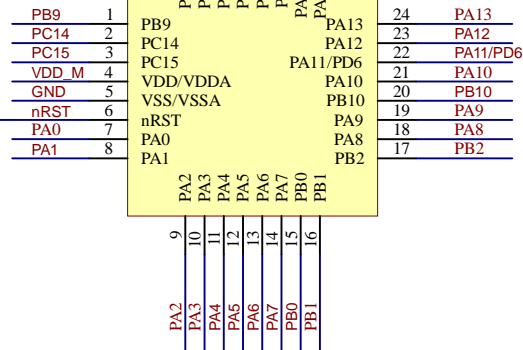 PB9 1 PB9 PA13 24 PA13
PC14 2 PC14 PA12 23 PA12
PC15 3 PC15 PA11/PD6 22 PA11/PD6
VDD_M 4 VDD/VDDA PA10 21 PA10
GND 5 VSS/VSSA PB10 20 PB10
nRST 6 nRST PA9 19 PA9
PA0 7 PA0 PA8 18 PA8
PA1 8 PA1 PB2 17 PB2
PA2 PA3 PA4 PA5 PA6 PA7 PB0 PB1
9 10 11 12 13 14 15 16
PA2 PA3 PA4 PA5 PA6 PA7 PB0 PB1